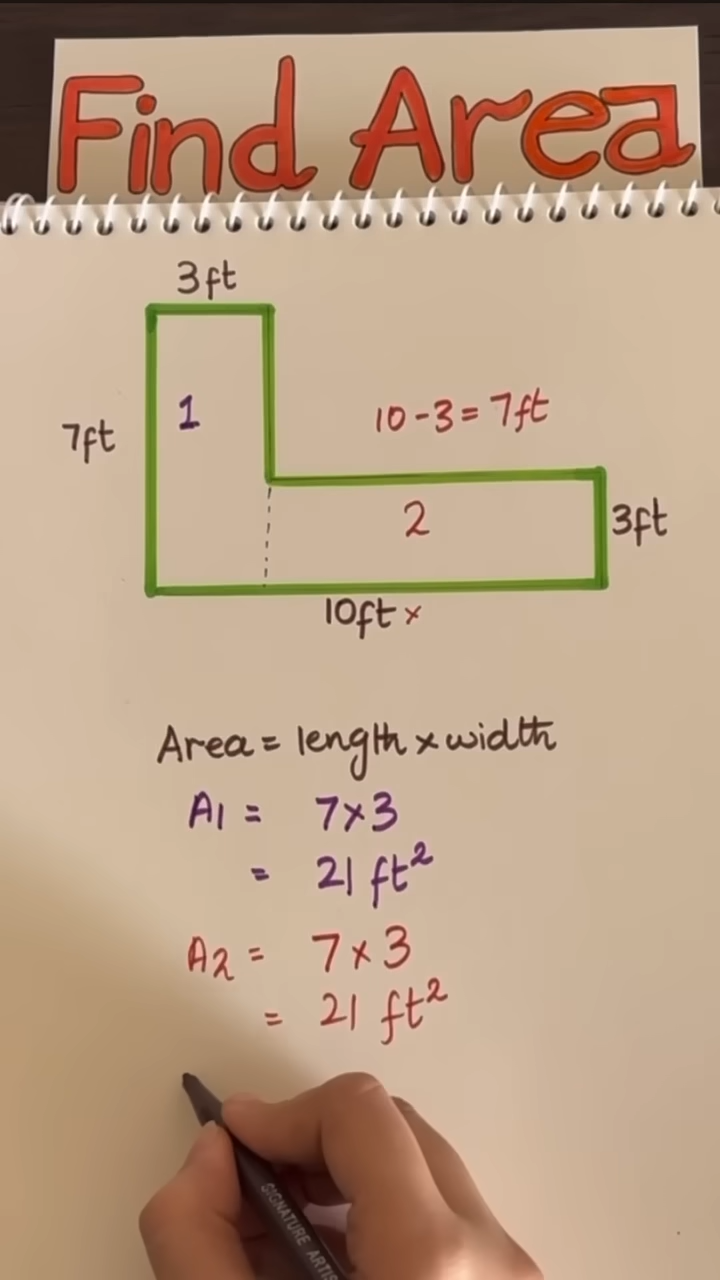 Find Area
3ft
7ft
1
10-3=7ft
2
3ft
10ft ×
Area = length × width
A1 = 7×3
= 21 ft²
A2 = 7×3
= 21 ft²
SIGNATURE ARTIS